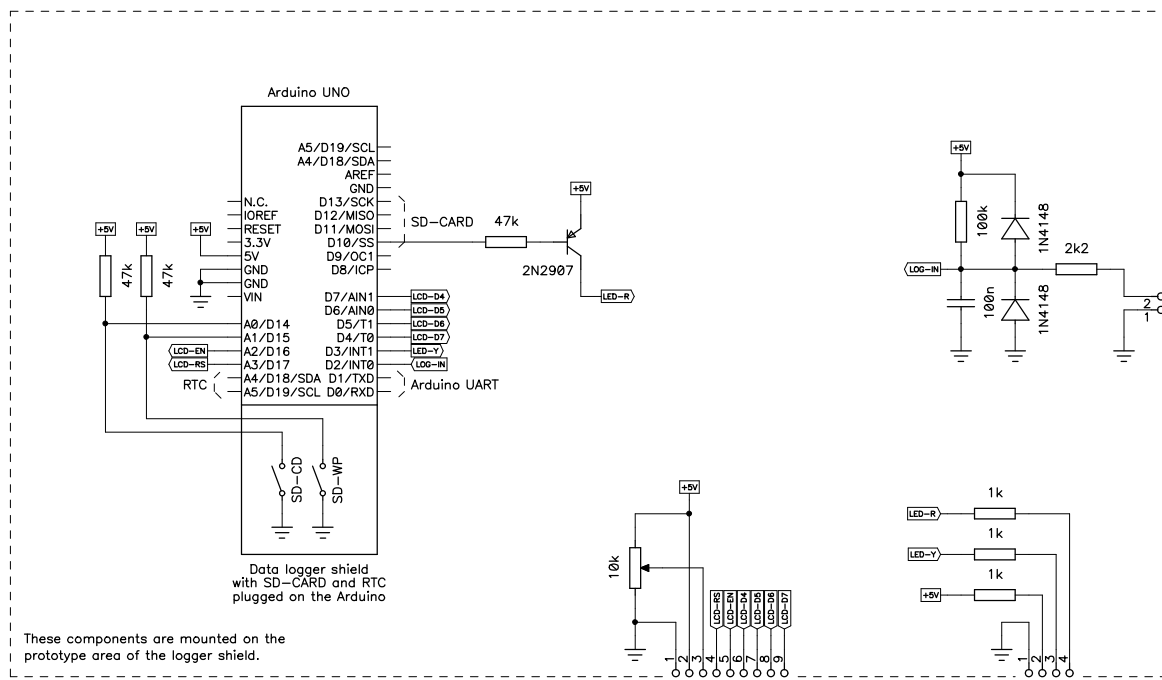 Arduino UNO
A5/D19/SCL
A4/D18/SDA
AREF
GND
N.C.
D13/SCK
IOREF
D12/MISO
SD-CARD
RESET
D11/MOSI
3.3V
D10/SS
5V
D9/OC1
GND
D8/ICP
GND
VIN
D7/AIN1
LCD-D4
D6/AIN0
LCD-D5
A0/D14
D5/T1
LCD-D6
A1/D15
D4/T0
LCD-D7
LCD-EN
A2/D16
D3/INT1
LED-Y
LCD-RS
A3/D17
D2/INT0
LOG-IN
RTC
A4/D18/SDA
D1/TXD
Arduino UART
A5/D19/SCL
D0/RXD
+5V
+5V
+5V
47k
47k
SD-CD
SD-WP
Data logger shield
with SD-CARD and RTC
plugged on the Arduino
These components are mounted on the
prototype area of the logger shield.
47k
+5V
2N2907
LED-R
+5V
100k
1N4148
2k2
LOG-IN
100n
1N4148
2
1
+5V
10k
LCD-RS
LCD-EN
LCD-D4
LCD-D5
LCD-D6
LCD-D7
1
2
3
4
5
6
7
8
9
1k
LED-R
1k
LED-Y
1k
+5V
1
2
3
4